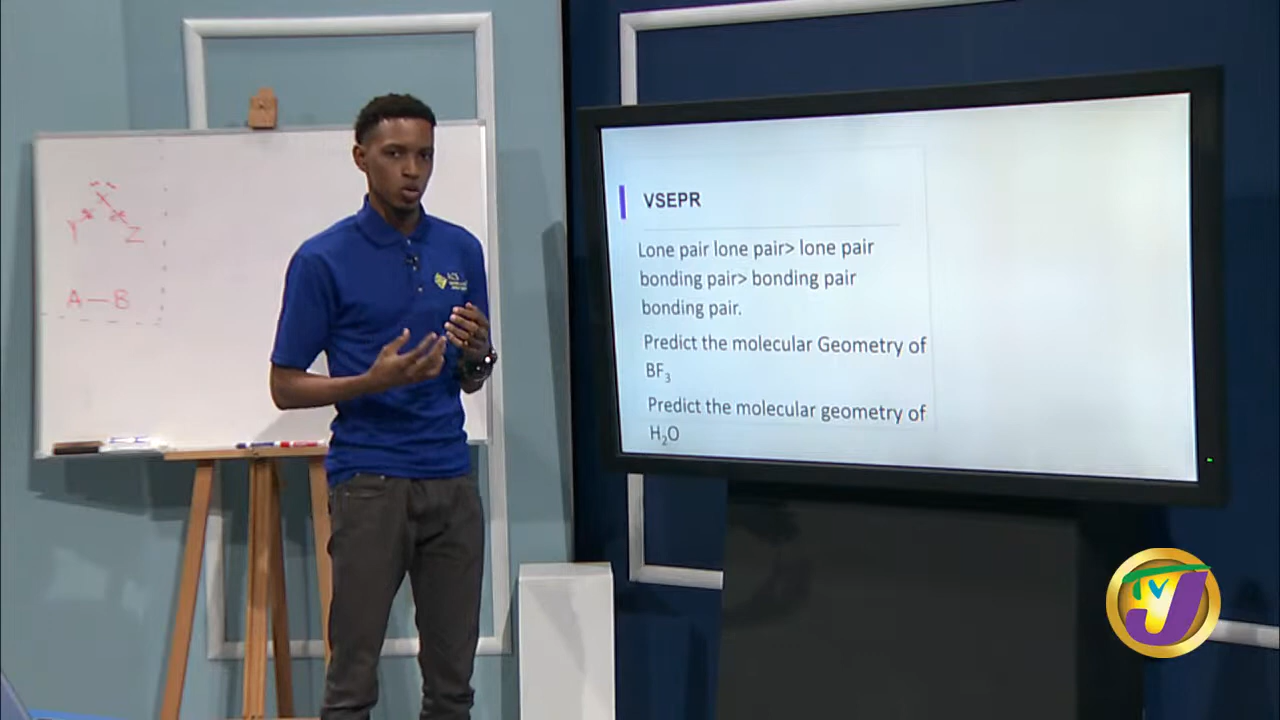 X
Y
Z
A — B
VSEPR
Lone pair lone pair> lone pair
bonding pair> bonding pair
bonding pair.
Predict the molecular Geometry of
BF₃
Predict the molecular geometry of
H₂O
TVJ